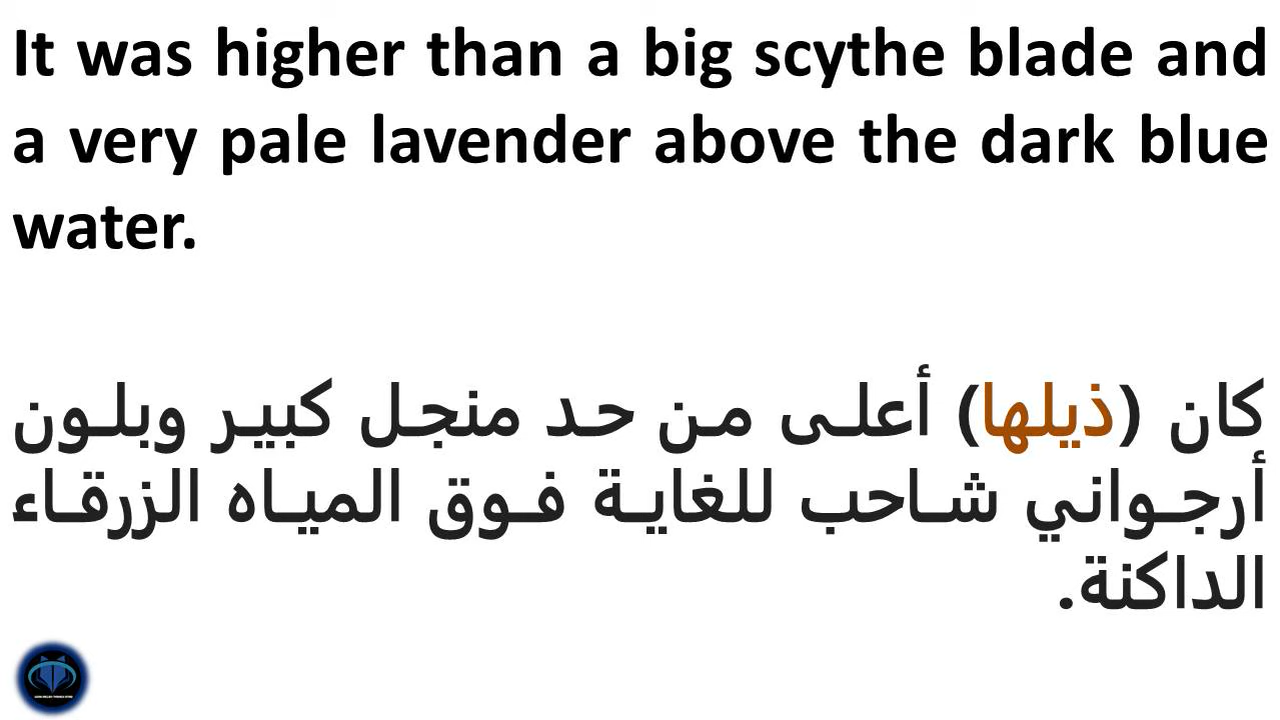 It was higher than a big scythe blade and
a very pale lavender above the dark blue
water.
كان (ذيلها) أعلى من حد منجل كبير وبلون
أرجواني شاحب للغاية فوق المياه الزرقاء
الداكنة.